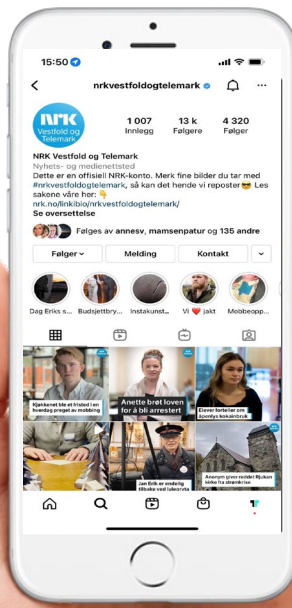 15:50
nrkvestfoldogtelemark
NRK
Vestfold og
Telemark
1 007
Innlegg
13 k
Følgere
4 320
Følger
NRK Vestfold og Telemark
Nyhets- og medienettsted
Dette er en offisiell NRK-konto. Merk fine bilder du tar med
#nrkvestfoldogtelemark, så kan det hende vi reposter😎 Les
sakene våre her: 👇
nrk.no/linkibio/nrkvestfoldogtelemark/
Se oversettelse
Følges av annesv, mamsenpatur og 135 andre
Følger
Melding
Kontakt
Dag Eriks s...
Budsjettbry...
Instakunst...
Vi ❤️ jakt
Mobbeopp...
Kjøkkenet ble et fristed i en
hverdag preget av mobbing
Anette brøt loven
for å bli arrestert
Elever forteller om
åpenlys kokainbruk
Jan Erik er endelig
tilbake ved julegryta
Anonym giver reddet Rjukan
kirke fra strømkrise